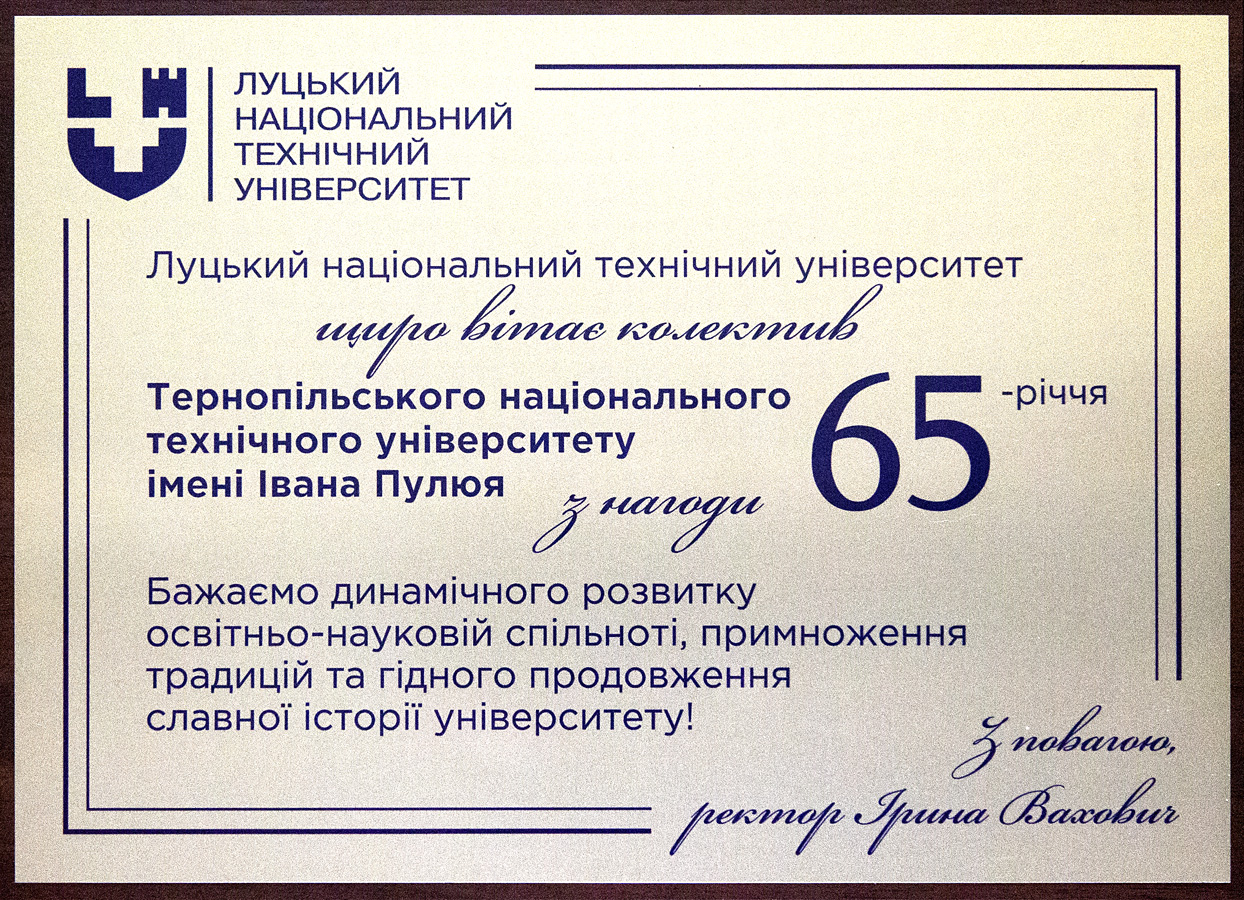 ЛУЦЬКИЙ
НАЦІОНАЛЬНИЙ
ТЕХНІЧНИЙ
УНІВЕРСИТЕТ
Луцький національний технічний університет
щиро вітає колектив
Тернопільського національного
технічного університету
імені Івана Пулюя
з нагоди
65-річчя
Бажаємо динамічного розвитку
освітньо-науковій спільноті, примноження
традицій та гідного продовження
славної історії університету!
З повагою,
ректор Ірина Вахович